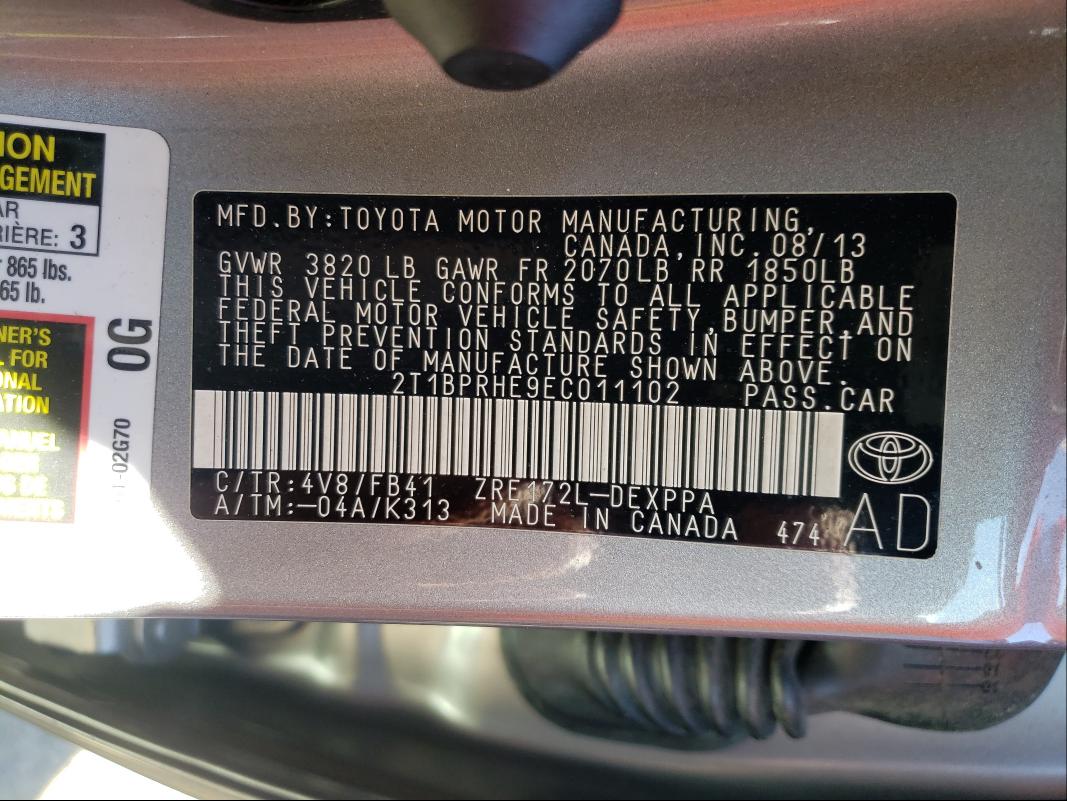 ION
GEMENT
AR
IÈRE: 3
865 lbs.
65 lb.
NER'S
L FOR
ONAL
ATION
ANUEL
0G
-02G70
MFD.BY:TOYOTA MOTOR MANUFACTURING,
CANADA,INC.08/13
GVWR 3820 LB GAWR FR 2070LB RR 1850LB
THIS VEHICLE CONFORMS TO ALL APPLICABLE
FEDERAL MOTOR VEHICLE SAFETY,BUMPER,AND
THEFT PREVENTION STANDARDS IN EFFECT ON
THE DATE OF MANUFACTURE SHOWN ABOVE.
2T1BPRHE9EC011102 PASS.CAR
C/TR:4V8/FB41 ZRE172L-DEXPPA
A/TM:-04A/K313 MADE IN CANADA 474 AD